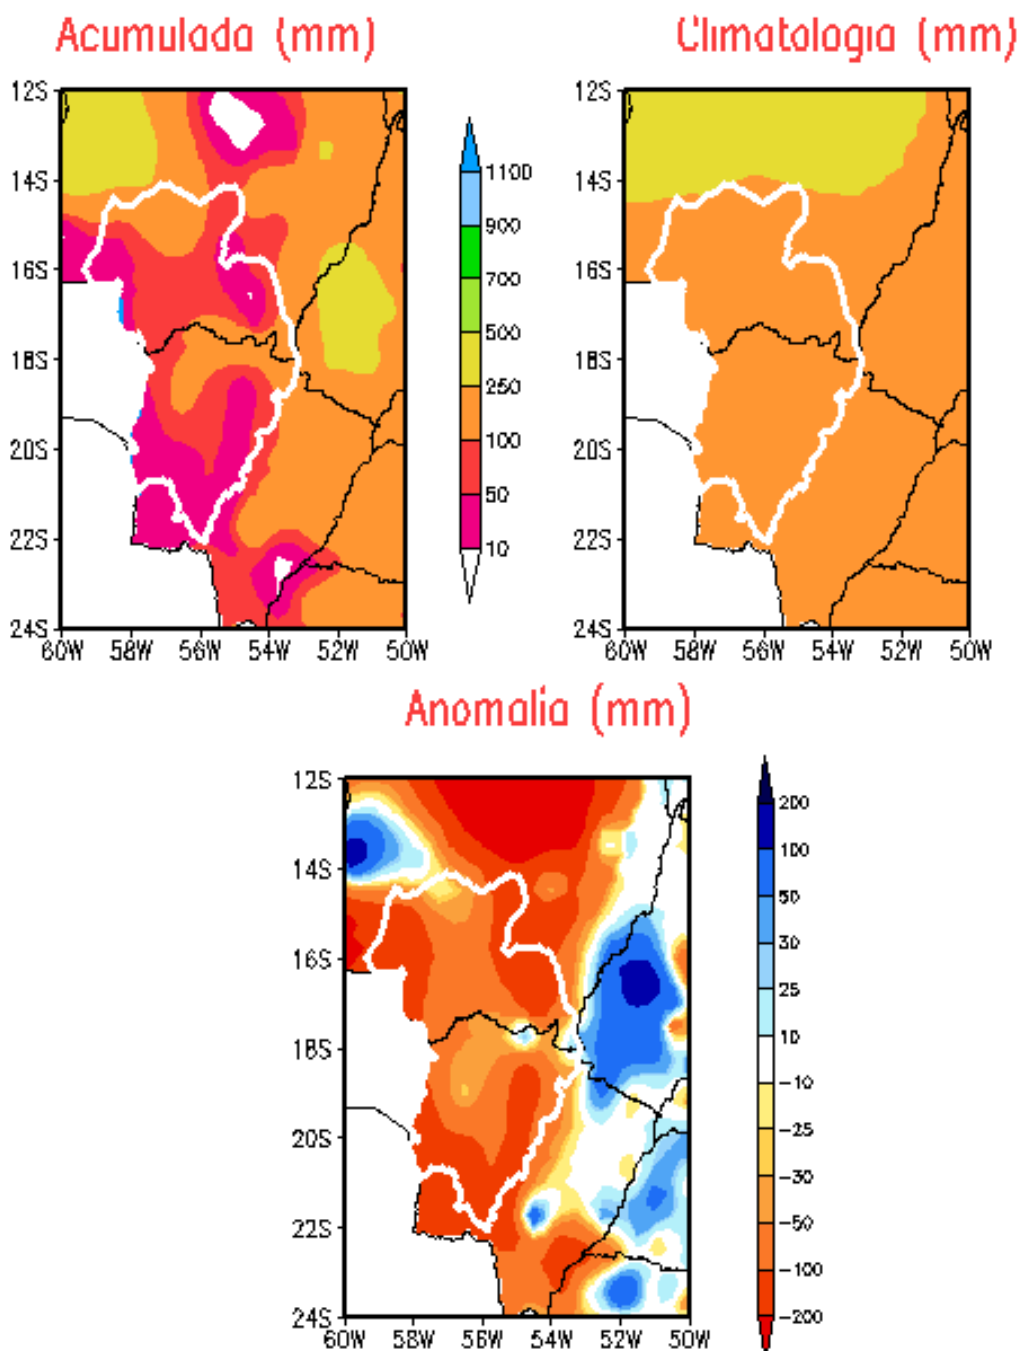 Acumulada (mm)
Climatologia (mm)
12S
14S
16S
18S
20S
22S
24S
60W 58W 56W 54W 52W 50W
1100
900
700
500
250
100
50
10
12S
14S
16S
18S
20S
22S
24S
60W 58W 56W 54W 52W 50W
Anomalia (mm)
12S
14S
16S
18S
20S
22S
24S
60W 58W 56W 54W 52W 50W
200
100
50
30
25
10
-10
-25
-30
-50
-100
-200